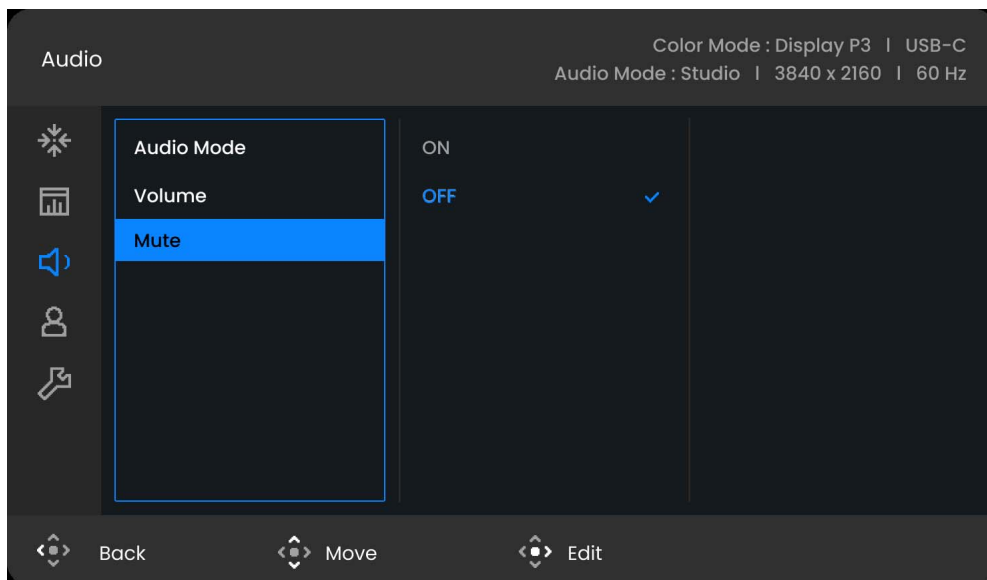 Audio
Color Mode : Display P3 I USB-C
Audio Mode : Studio I 3840 x 2160 I 60 Hz
Audio Mode
ON
Volume
OFF
Mute
Back
Move
Edit